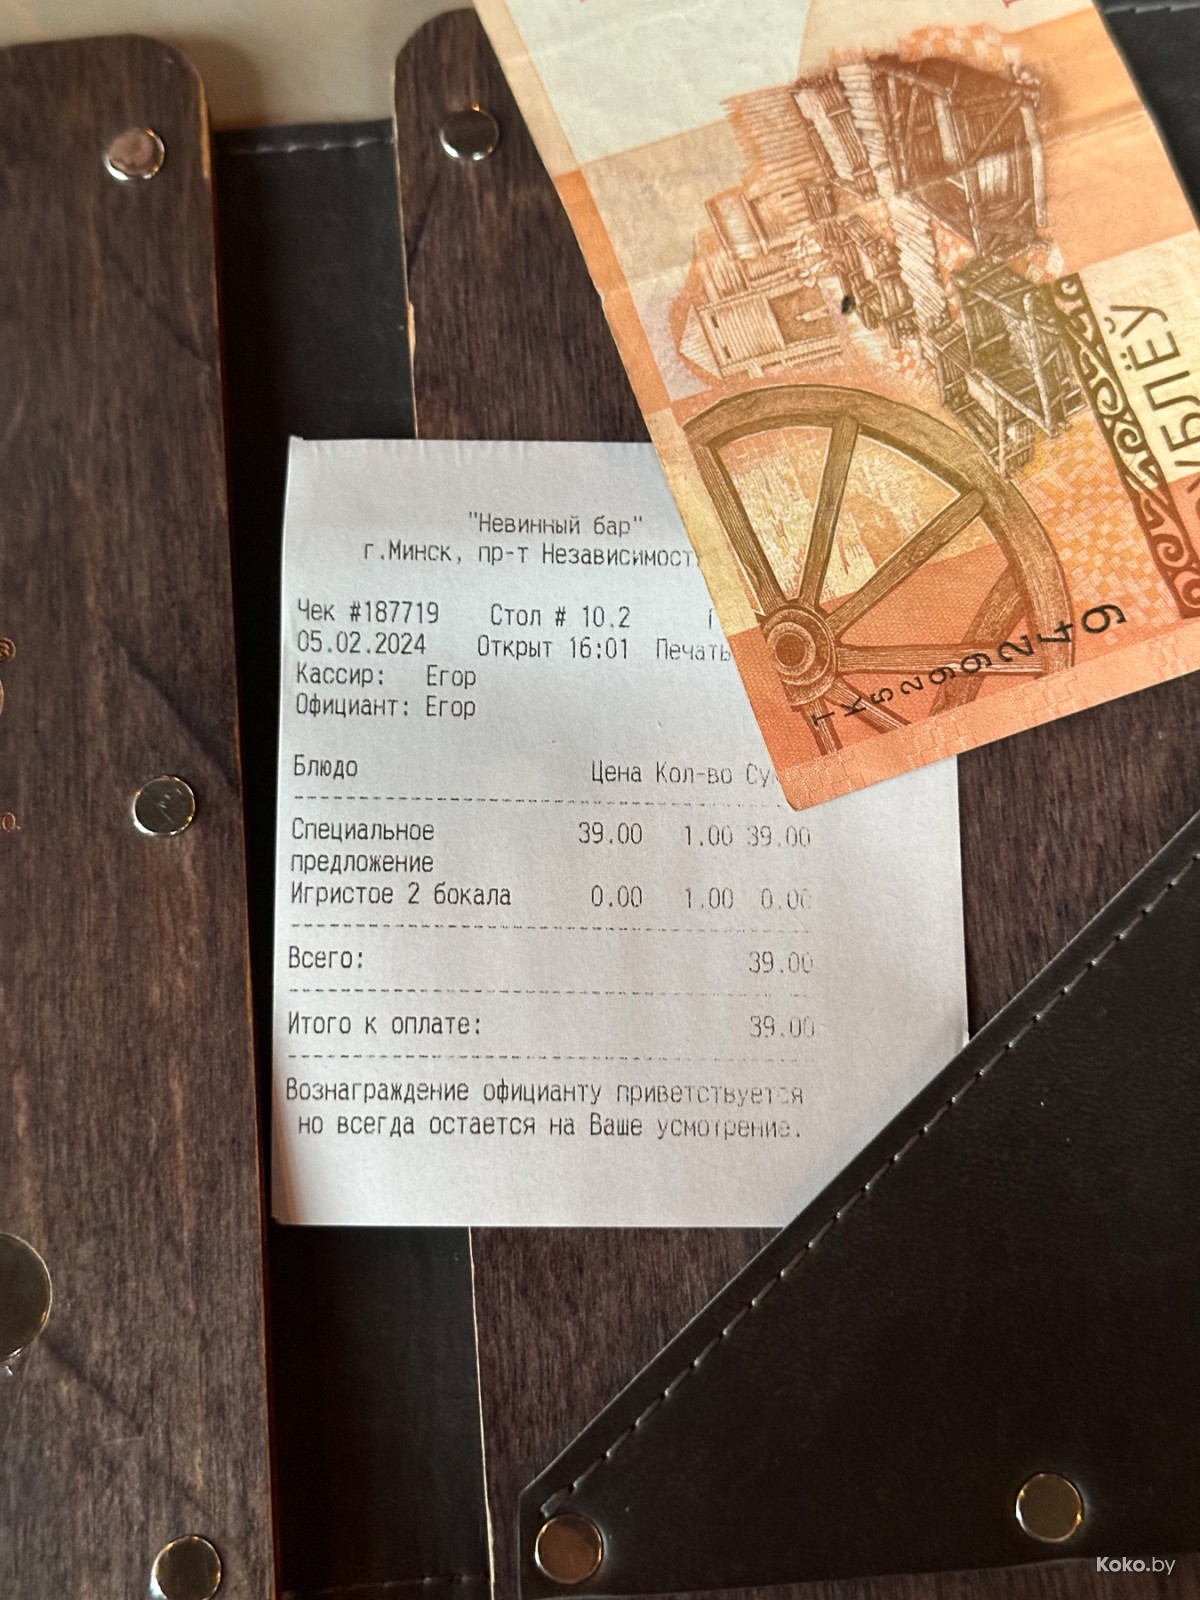 "Невинный бар"
г.Минск, пр-т
Чек #187719 Стол # 10.2
05.02.2024 Открыт 16:01 Печать
Кассир: Егор
Официант: Егор
Блюдо Цена Кол-во
Специальное 39.00 1.00 39.00
предложение
Игристое 2 бокала 0.00 1.00 0.00
Всего: 39.00
Итого к оплате: 39.00
Вознаграждение официанту приветствуется
но всегда остается на Ваше усмотрение.
ТК5299249
Koko.by